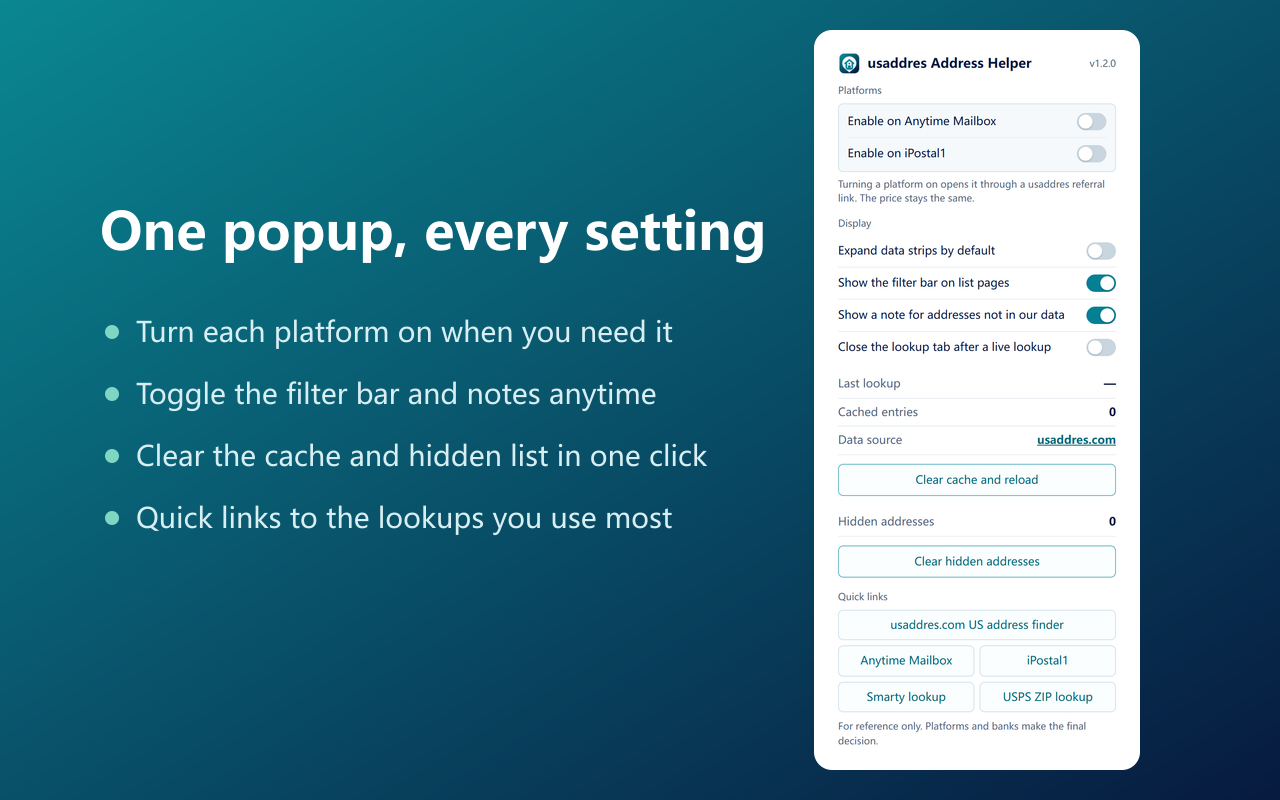 One popup, every setting
Turn each platform on when you need it
Toggle the filter bar and notes anytime
Clear the cache and hidden list in one click
Quick links to the lookups you use most
usaddres Address Helper
v1.2.0
Platforms
Enable on Anytime Mailbox
Enable on iPostal1
Turning a platform on opens it through a usaddres referral
link. The price stays the same.
Display
Expand data strips by default
Show the filter bar on list pages
Show a note for addresses not in our data
Close the lookup tab after a live lookup
Last lookup —
Cached entries 0
Data source usaddres.com
Clear cache and reload
Hidden addresses 0
Clear hidden addresses
Quick links
usaddres.com US address finder
Anytime Mailbox iPostal1
Smarty lookup USPS ZIP lookup
For reference only. Platforms and banks make the final
decision.